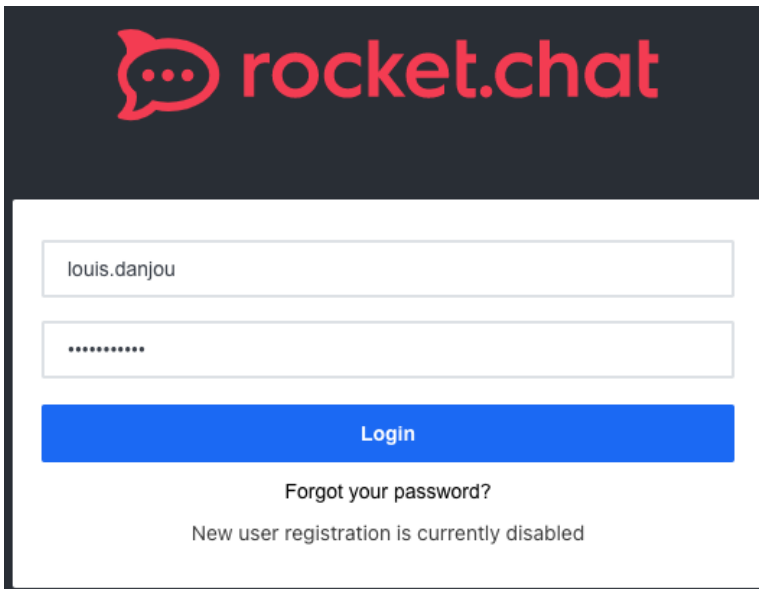 rocket.chat
louis.danjou
•••••••••••
Login
Forgot your password?
New user registration is currently disabled